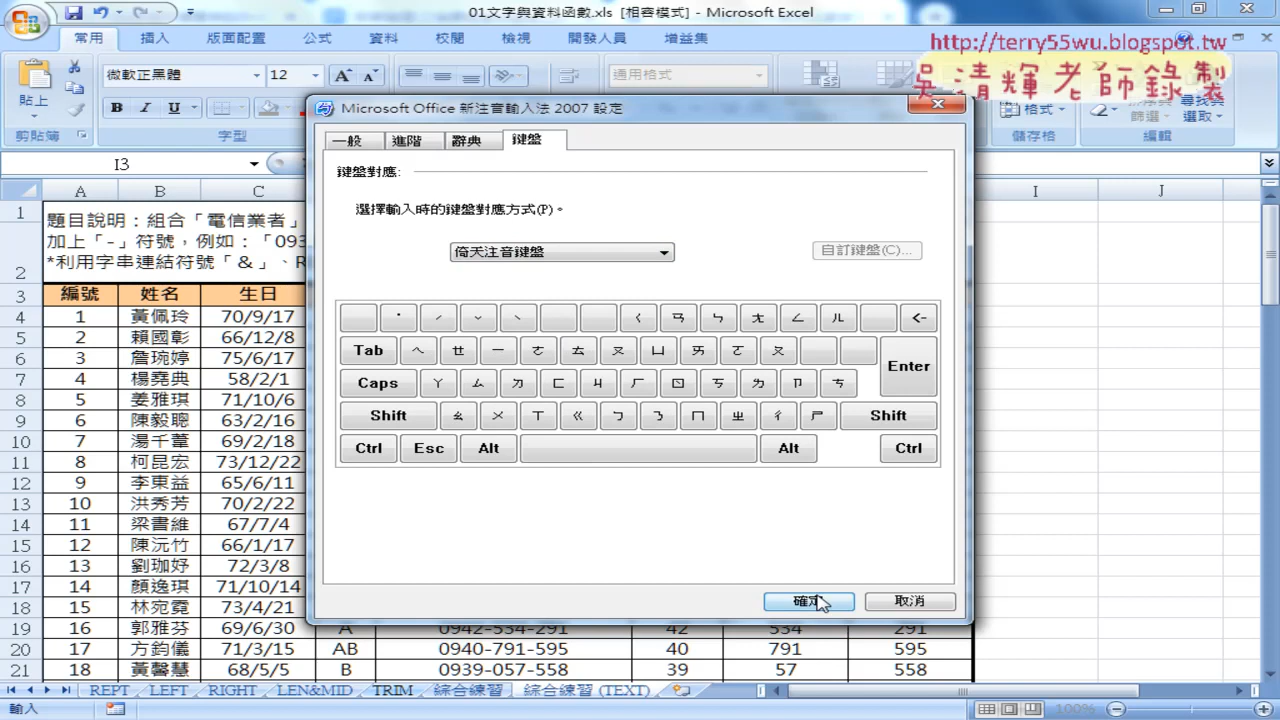 01文字與資料函數.xls [相容模式] - Microsoft Excel
常用 插入 版面配置 公式 資料 校閱 檢視 開發人員 增益集
http://terry55wu.blogspot.tw
吳清輝老師錄製
貼上 微軟正黑體 12 A A 通用格式
B I U 格式 篩選 選取
剪貼簿 字型 儲存格 編輯
I3
A B C I J
題目說明：組合「電信業者」
加上「-」符號，例如：「093
*利用字串連結符號「&」、R
編號 姓名 生日
1 黃佩玲 70/9/17
2 賴國彰 66/12/8
3 詹琬婷 75/6/17
4 楊堯典 58/2/1
5 姜雅琪 71/10/6
6 陳毅聰 63/2/16
7 湯千葦 69/2/18
8 柯昆宏 73/12/22
9 李東益 65/6/11
10 洪秀芳 70/2/22
11 梁書維 67/7/4
12 陳沅竹 66/1/17
13 劉珈妤 72/3/8
14 顏逸琪 71/10/14
15 林宛霓 73/4/21
16 郭雅芬 69/6/30 A 0942-534-291 42 534 291
17 方鈞儀 71/3/15 AB 0940-791-595 40 791 595
18 黃馨慧 68/5/5 B 0939-057-558 39 57 558
Microsoft Office 新注音輸入法 2007 設定
一般 進階 辭典 鍵盤
鍵盤對應:
選擇輸入時的鍵盤對應方式(P)。
倚天注音鍵盤 自訂鍵盤(C)...
˙ ˊ ˇ ˋ ㄑ ㄢ ㄣ ㄤ ㄥ ㄦ <-
Tab ㄟ ㄝ ㄧ ㄜ ㄊ ㄡ ㄩ ㄞ ㄛ ㄆ
Enter
Caps ㄚ ㄙ ㄉ ㄈ ㄐ ㄏ ㄖ ㄎ ㄌ ㄗ ㄘ
Shift ㄠ ㄨ ㄒ ㄍ ㄅ ㄋ ㄇ ㄓ ㄔ ㄕ Shift
Ctrl Esc Alt Alt Ctrl
確定 取消
REPT LEFT RIGHT LEN&MID TRIM 綜合練習 綜合練習 (TEXT)
輸入 100%